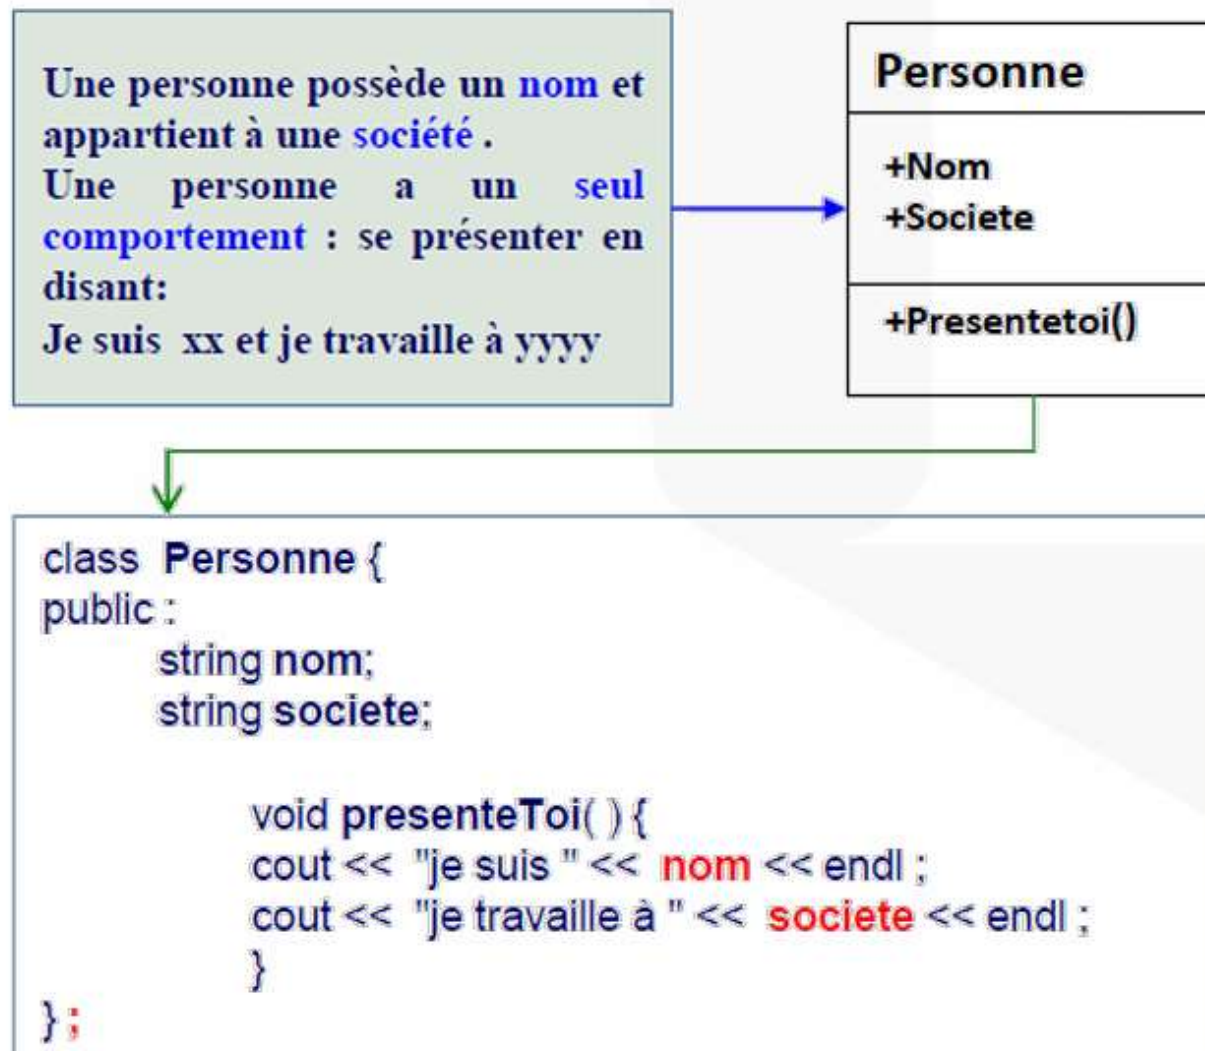 Une personne possède un nom et
appartient à une société .
Une personne a un seul
comportement : se présenter en
disant:
Je suis xx et je travaille à yyyy
Personne
+Nom
+Societe
+Presentetoi()
class Personne {
public :
string nom;
string societe;
void presenteToi( ) {
cout << "je suis " << nom << endl ;
cout << "je travaille à " << societe << endl ;
}
} ;